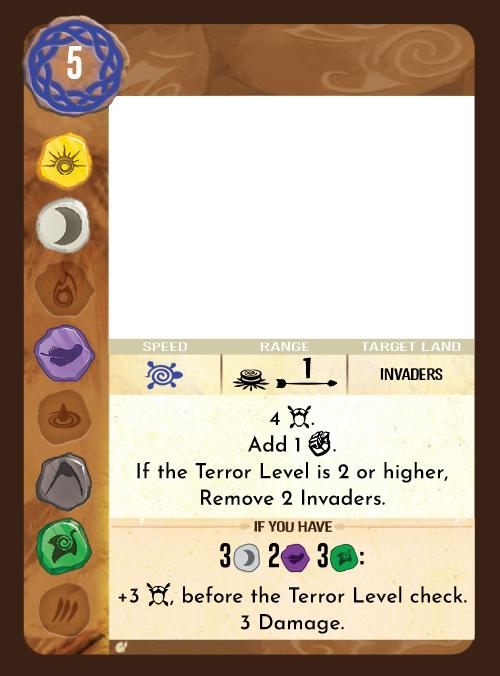 5
SPEED RANGE TARGET LAND
1 INVADERS
4 .
Add 1 .
If the Terror Level is 2 or higher,
Remove 2 Invaders.
IF YOU HAVE
3 2 3 :
+3 , before the Terror Level check.
3 Damage.